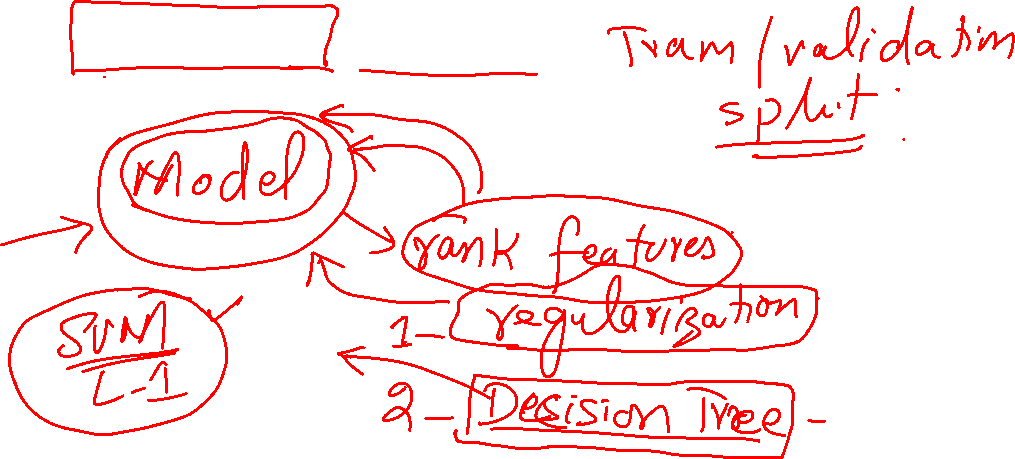 Train/validation
split
Model
rank features
1- regularization
SVM
L-1
2- Decision Tree -